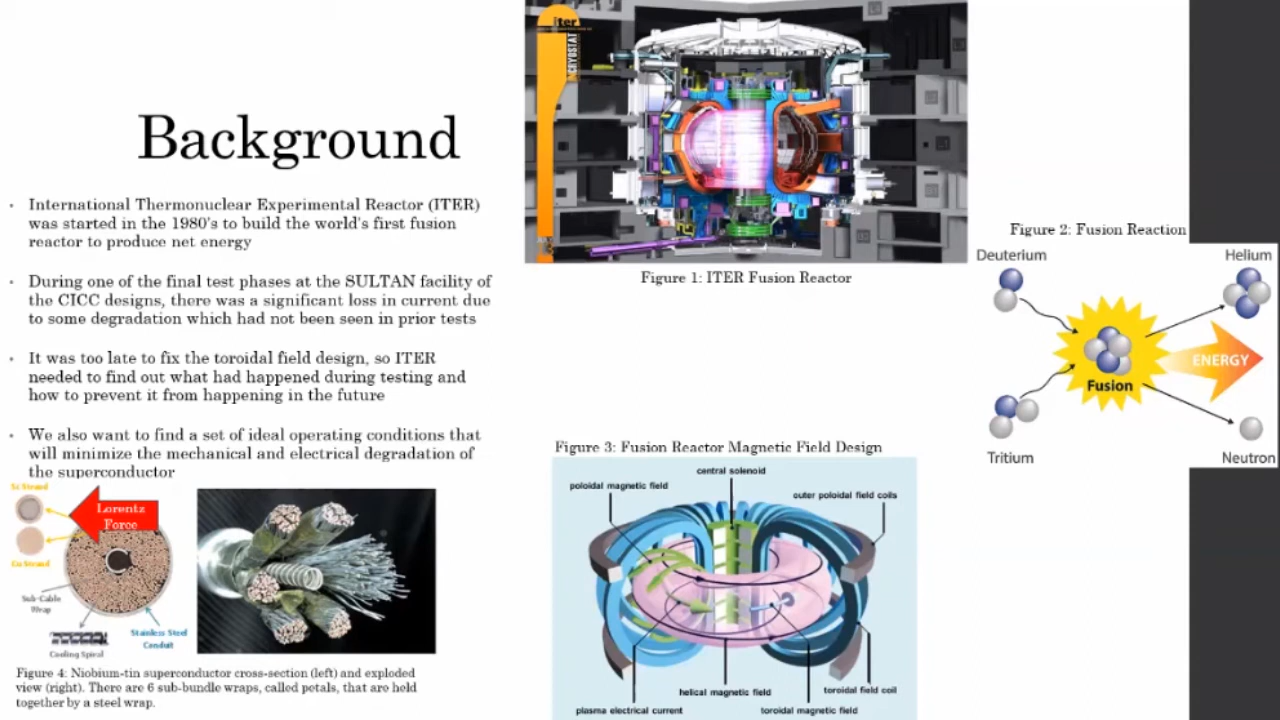 Background
International Thermonuclear Experimental Reactor (ITER)
was started in the 1980's to build the world's first fusion
reactor to produce net energy
During one of the final test phases at the SULTAN facility of
the CICC designs, there was a significant loss in current due
to some degradation which had not been seen in prior tests
It was too late to fix the toroidal field design, so ITER
needed to find out what had happened during testing and
how to prevent it from happening in the future
We also want to find a set of ideal operating conditions that
will minimize the mechanical and electrical degradation of
the superconductor
Sc Strand
Lorentz
Force
Cu Strand
Sub-Cable
Wrap
Stainless Steel
Conduit
Cooling Spiral
Figure 4: Niobium-tin superconductor cross-section (left) and exploded
view (right). There are 6 sub-bundle wraps, called petals, that are held
together by a steel wrap.
iter
CRYOSTAT
Figure 1: ITER Fusion Reactor
Figure 2: Fusion Reaction
Deuterium
Helium
Fusion
ENERGY
Tritium
Neutron
Figure 3: Fusion Reactor Magnetic Field Design
central solenoid
poloidal magnetic field
outer poloidal field coils
helical magnetic field
toroidal field coil
plasma electrical current
toroidal magnetic field